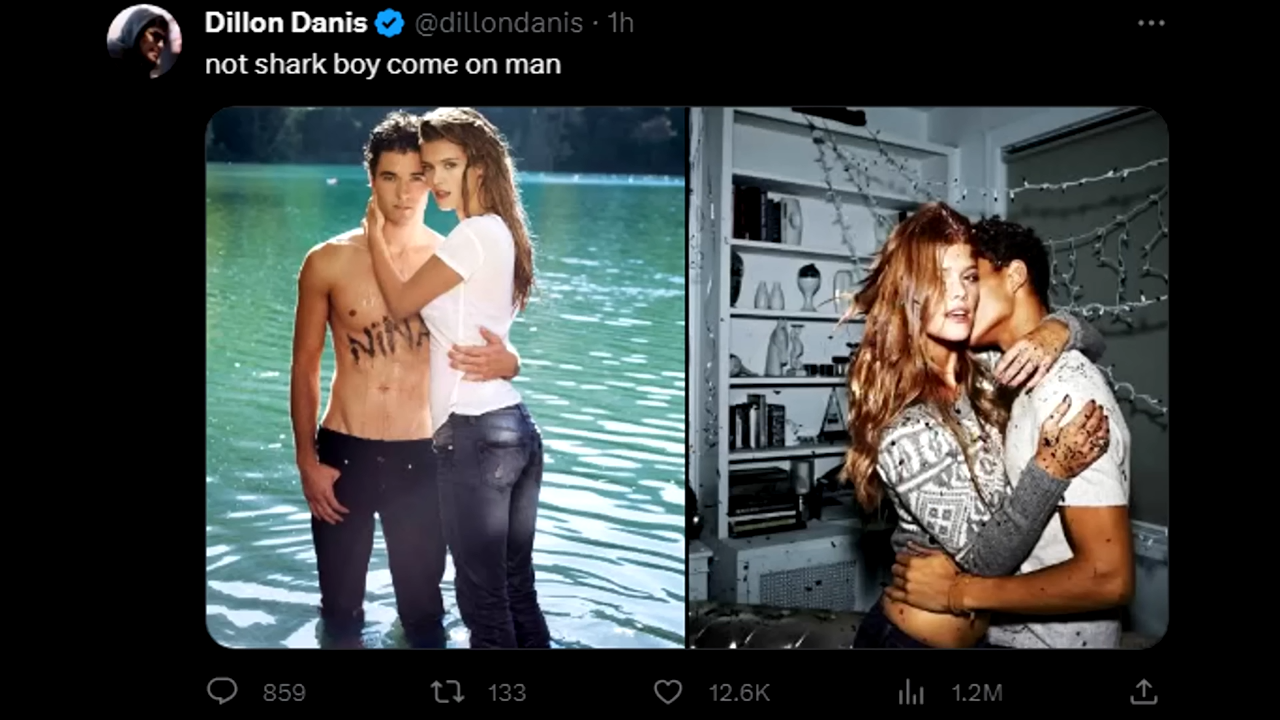 Dillon Danis @dillondanis · 1h
not shark boy come on man
NINA
859 133 12.6K 1.2M